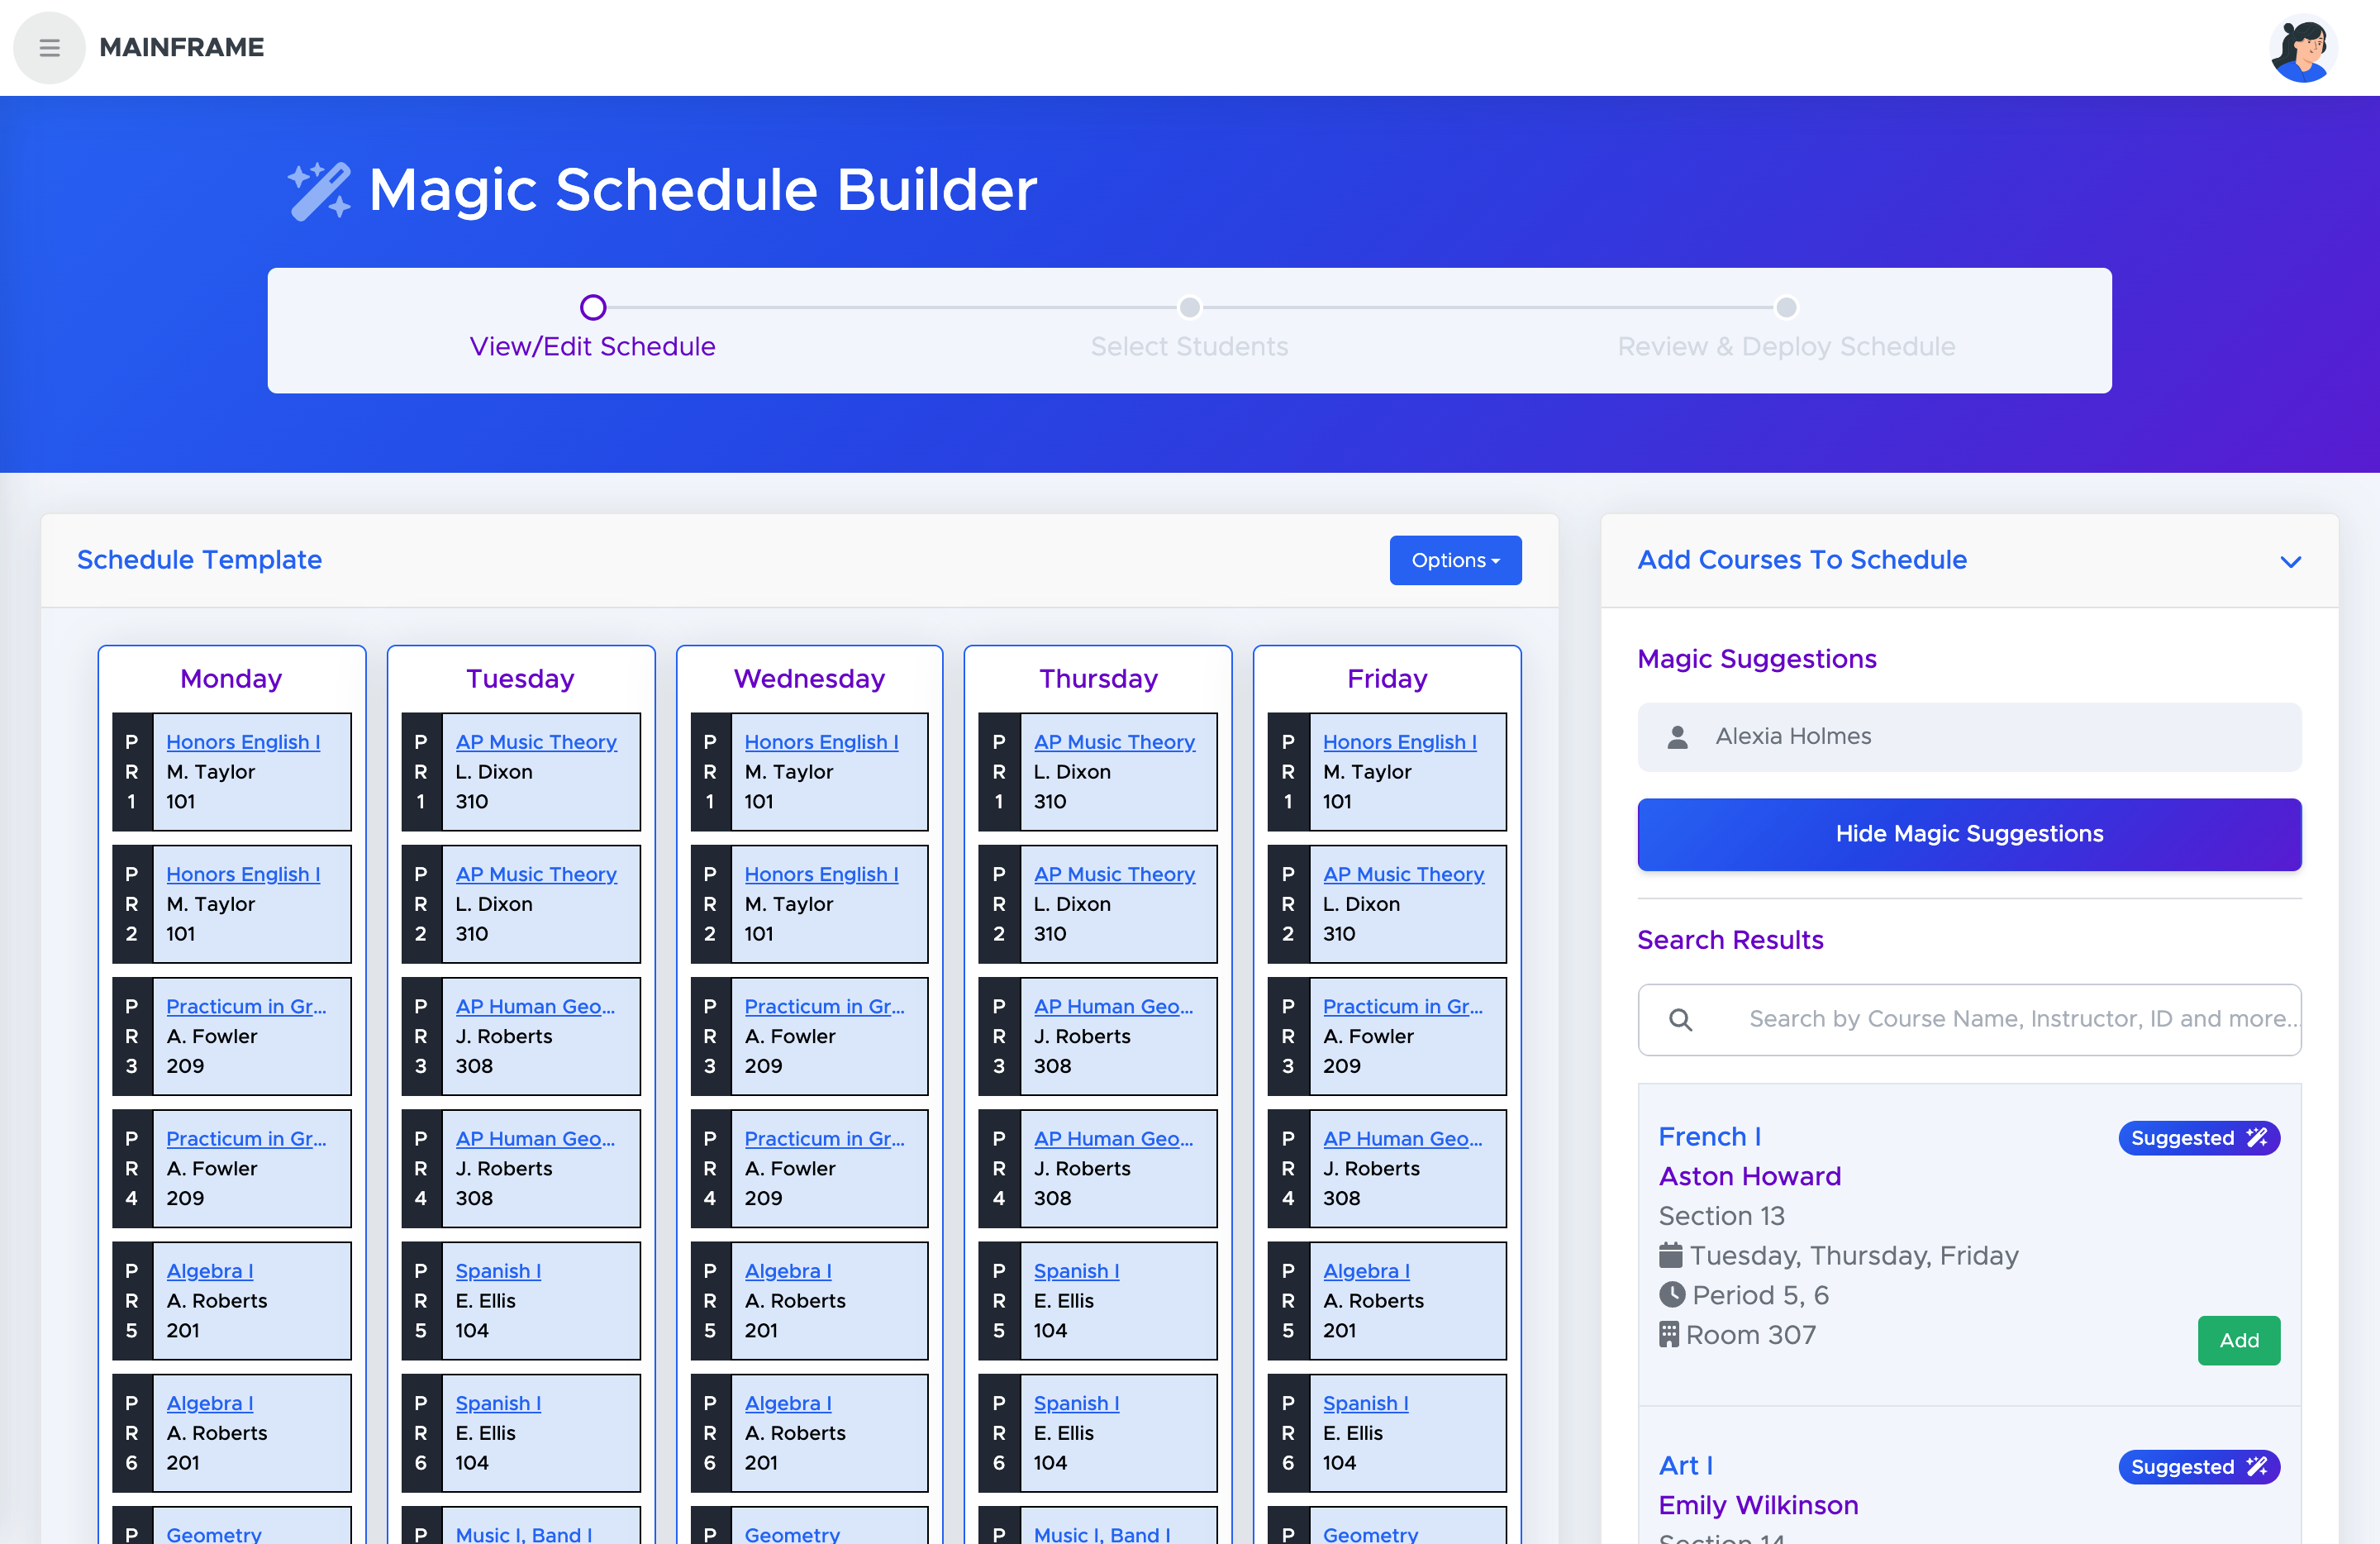 MAINFRAME
Magic Schedule Builder
View/Edit Schedule
Select Students
Review & Deploy Schedule
Schedule Template
Options
Monday
PR1
Honors English I
M. Taylor
101
PR2
Honors English I
M. Taylor
101
PR3
Practicum in Gr...
A. Fowler
209
PR4
Practicum in Gr...
A. Fowler
209
PR5
Algebra I
A. Roberts
201
PR6
Algebra I
A. Roberts
201
P
Geometry
Tuesday
PR1
AP Music Theory
L. Dixon
310
PR2
AP Music Theory
L. Dixon
310
PR3
AP Human Geo...
J. Roberts
308
PR4
AP Human Geo...
J. Roberts
308
PR5
Spanish I
E. Ellis
104
PR6
Spanish I
E. Ellis
104
P
Music I, Band I
Wednesday
PR1
Honors English I
M. Taylor
101
PR2
Honors English I
M. Taylor
101
PR3
Practicum in Gr...
A. Fowler
209
PR4
Practicum in Gr...
A. Fowler
209
PR5
Algebra I
A. Roberts
201
PR6
Algebra I
A. Roberts
201
P
Geometry
Thursday
PR1
AP Music Theory
L. Dixon
310
PR2
AP Music Theory
L. Dixon
310
PR3
AP Human Geo...
J. Roberts
308
PR4
AP Human Geo...
J. Roberts
308
PR5
Spanish I
E. Ellis
104
PR6
Spanish I
E. Ellis
104
P
Music I, Band I
Friday
PR1
Honors English I
M. Taylor
101
PR2
AP Music Theory
L. Dixon
310
PR3
Practicum in Gr...
A. Fowler
209
PR4
AP Human Geo...
J. Roberts
308
PR5
Algebra I
A. Roberts
201
PR6
Spanish I
E. Ellis
104
P
Geometry
Add Courses To Schedule
Magic Suggestions
Alexia Holmes
Hide Magic Suggestions
Search Results
Search by Course Name, Instructor, ID and more...
French I
Suggested
Aston Howard
Section 13
Tuesday, Thursday, Friday
Period 5, 6
Room 307
Add
Art I
Suggested
Emily Wilkinson
Section 14